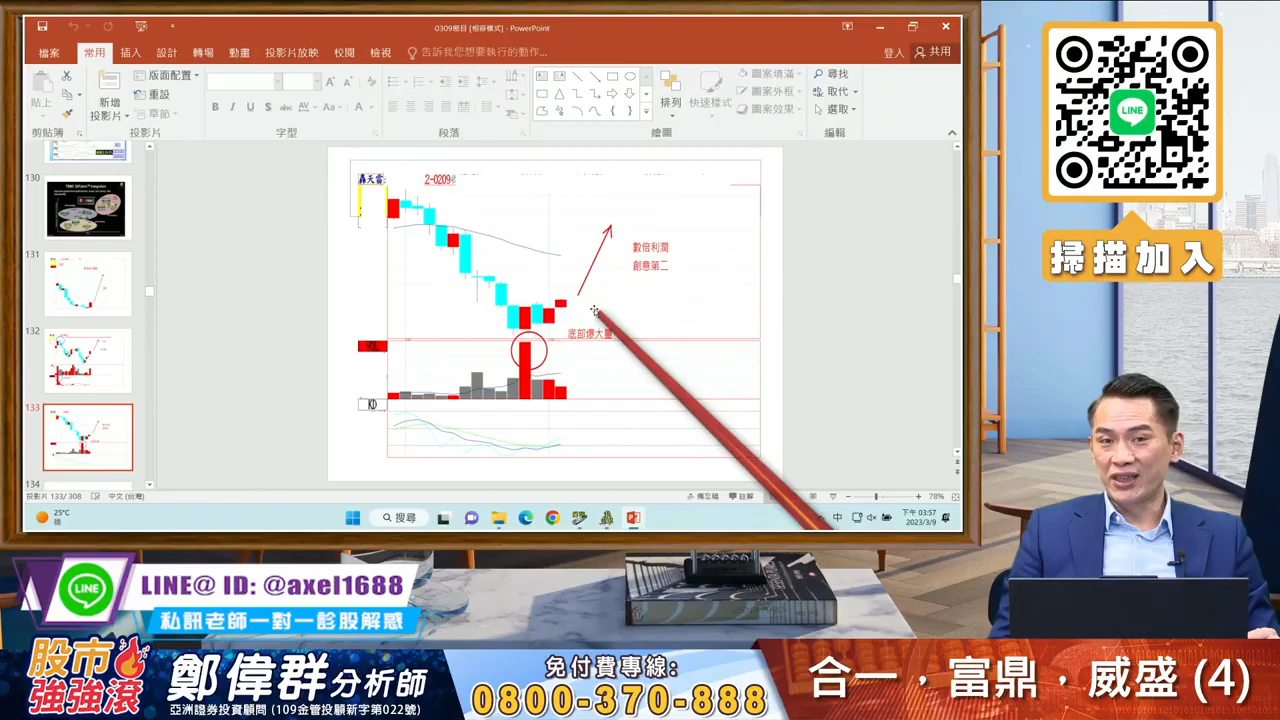 0309節目 [相容模式] - PowerPoint
檔案
常用
插入
設計
轉場
動畫
投影片放映
校閱
檢視
告訴我您想要執行的動作...
登入
共用
貼上
剪貼簿
新增
投影片
版面配置
重設
章節
投影片
字型
段落
排列
快速樣式
圖案填滿
圖案外框
圖案效果
繪圖
尋找
取代
選取
編輯
130
131
132
133
134
轟天雷:
2-0209
數倍利潤
創意第二
底部爆大量
KD
投影片 133/308
中文 (台灣)
備忘稿
註解
78%
25°C
晴
搜尋
中
下午 03:57
2023/3/9
LINE
掃描加入
LINE
LINE@ ID: @axel1688
私訊老師一對一診股解惑
股市
強強滾
鄭偉群分析師
亞洲證券投資顧問 (109金管投顧新字第022號)
免付費專線:
0800-370-888
合一，富鼎，威盛 (4)